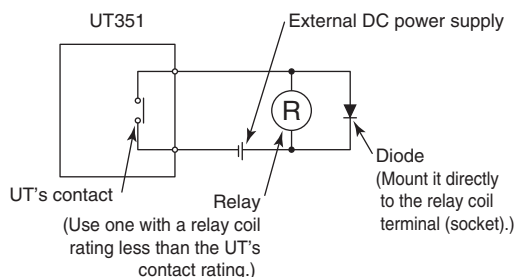 UT351
External DC power supply
R
UT's contact
Relay
(Use one with a relay coil
rating less than the UT's
contact rating.)
Diode
(Mount it directly
to the relay coil
terminal (socket).)